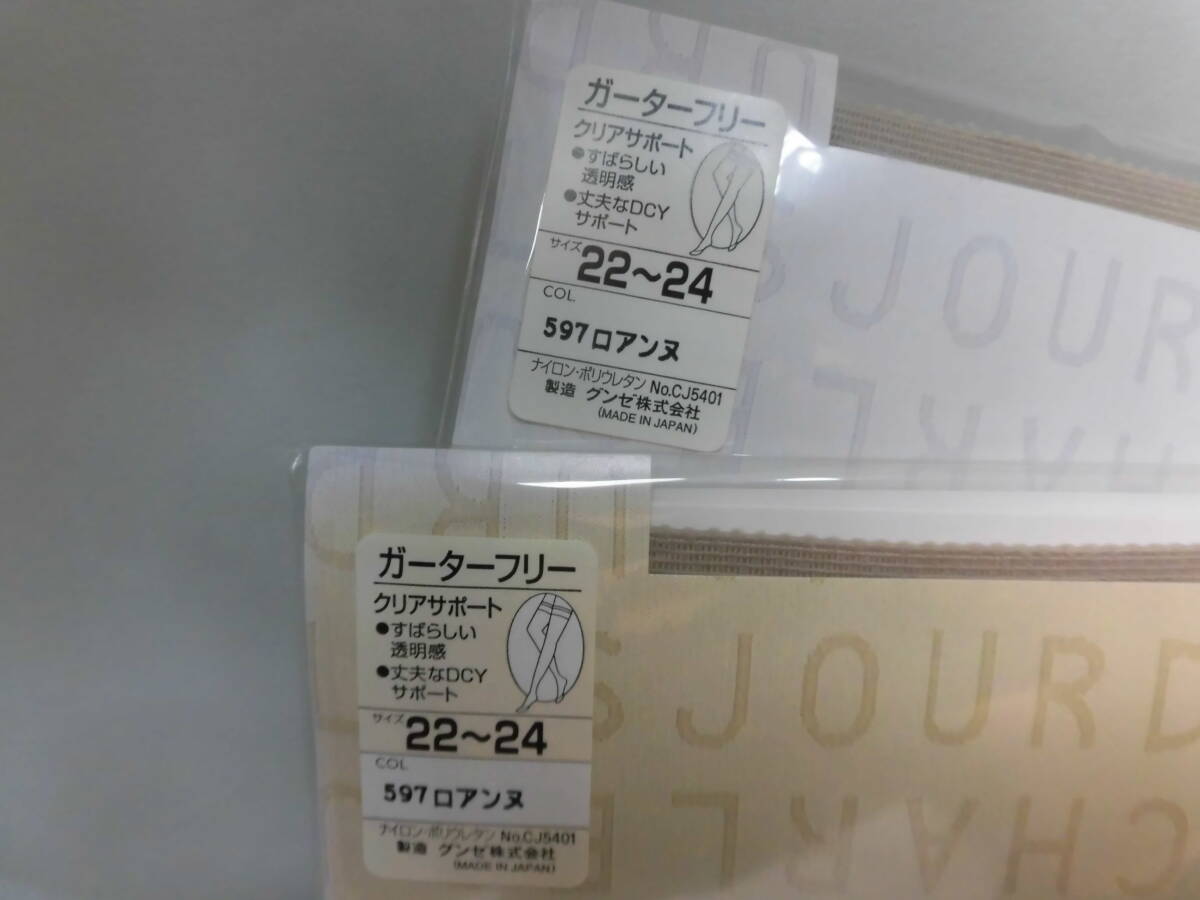 ガーターフリー
クリアサポート
●すばらしい
透明感
●丈夫なDCY
サポート
サイズ 22〜24
COL
597ロアンヌ
ナイロン・ポリウレタン No.CJ5401
製造 グンゼ株式会社
(MADE IN JAPAN)
S JOUR
ガーターフリー
クリアサポート
●すばらしい
透明感
●丈夫なDCY
サポート
サイズ 22〜24
COL
597ロアンヌ
ナイロン・ポリウレタン No.CJ5401
製造 グンゼ株式会社
(MADE IN JAPAN)
S JOURD